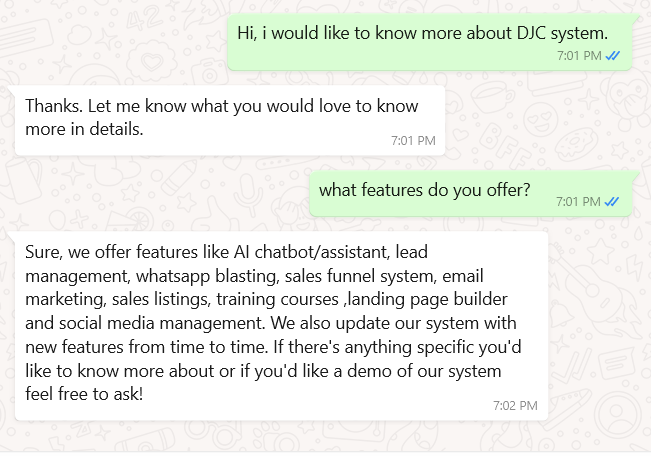 Hi, i would like to know more about DJC system.
7:01 PM
Thanks. Let me know what you would love to know
more in details.
7:01 PM
what features do you offer?
7:01 PM
Sure, we offer features like AI chatbot/assistant, lead
management, whatsapp blasting, sales funnel system, email
marketing, sales listings, training courses ,landing page builder
and social media management. We also update our system with
new features from time to time. If there's anything specific you'd
like to know more about or if you'd like a demo of our system
feel free to ask!
7:02 PM